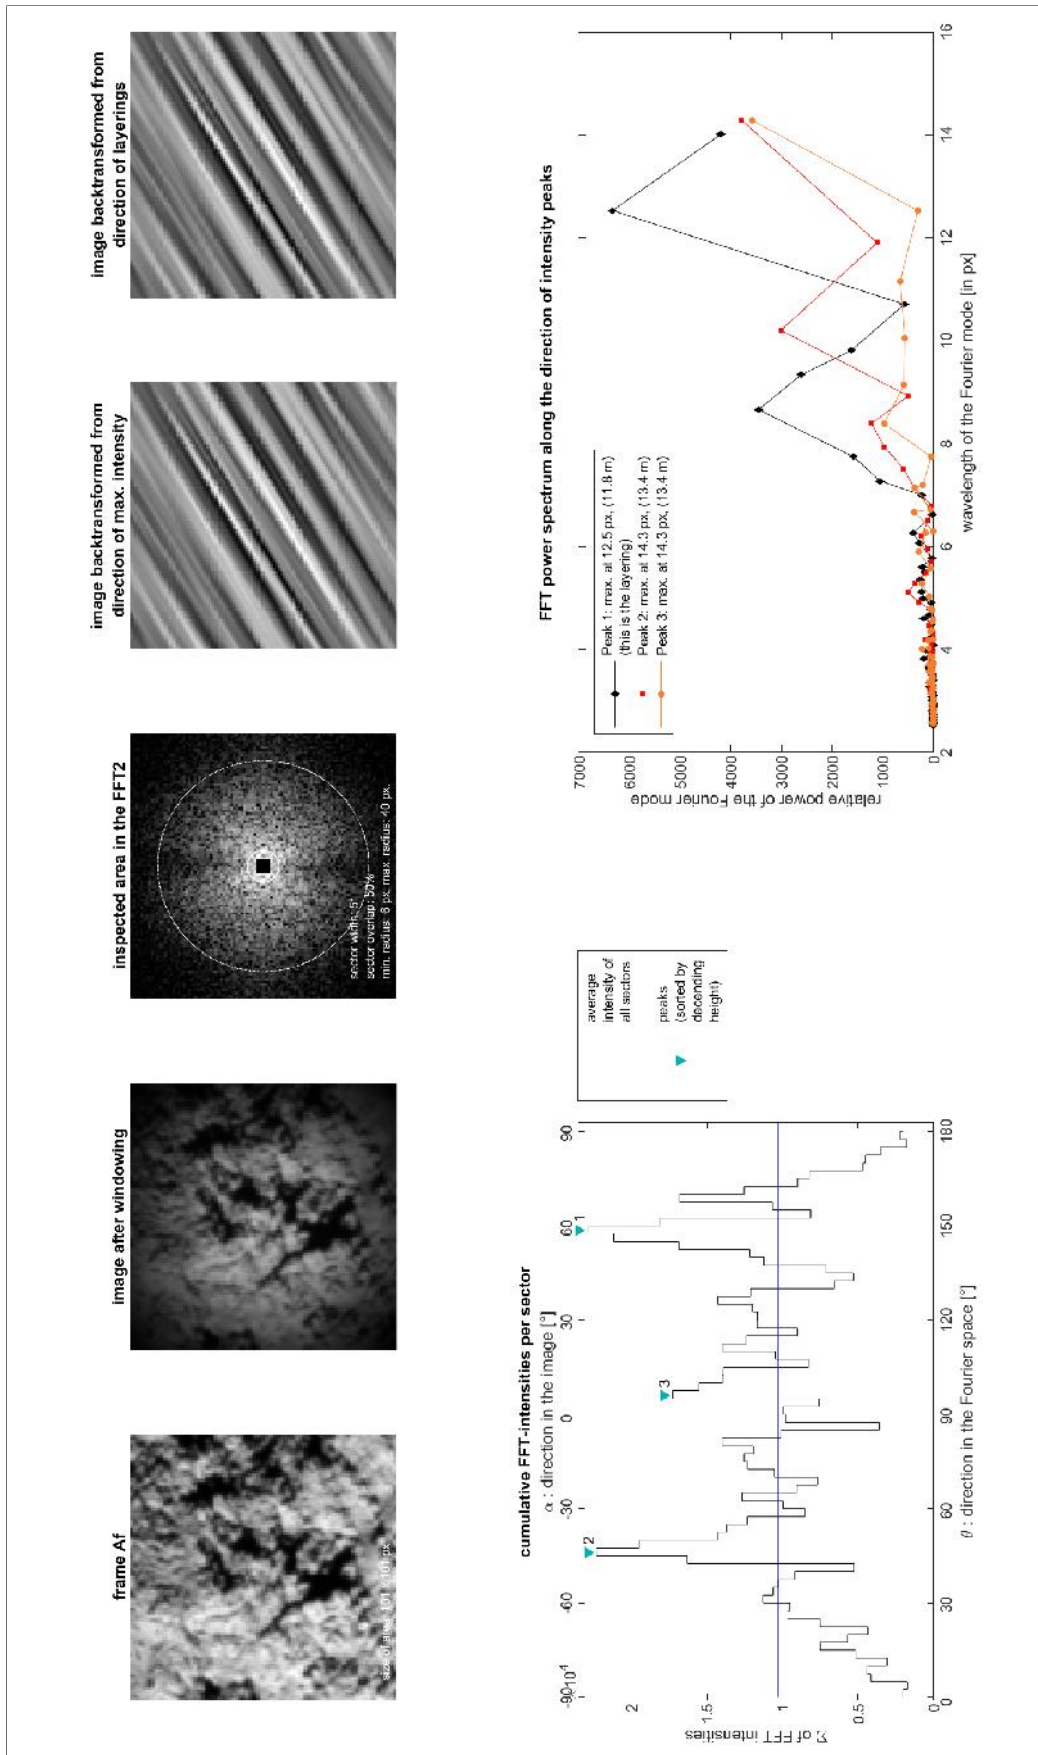 frame Af
size of area: 101 x 101 px
image after windowing
inspected area in the FFT2
sector width: 5°
sector overlap: 50%
min. radius: 6 px, max. radius: 40 px.
image backtransformed from
direction of max. intensity
image backtransformed from
direction of layerings
cumulative FFT-intensities per sector
α : direction in the image [°]
-90 -60 -30 0 30 60 90
10⁴
2
1.5
1
0.5
0
Σ of FFT intensities
2
3
1
0 30 60 90 120 150 180
θ : direction in the Fourier space [°]
average
intensity of
all sectors
peaks
(sorted by
decending
height)
FFT power spectrum along the direction of intensity peaks
7000
6000
5000
4000
3000
2000
1000
0
relative power of the Fourier mode
Peak 1: max. at 12.5 px, (11.8 m)
(this is the layering)
Peak 2: max. at 14.3 px, (13.4 m)
Peak 3: max. at 14.3 px, (13.4 m)
2 4 6 8 10 12 14 16
wavelength of the Fourier mode [in px]